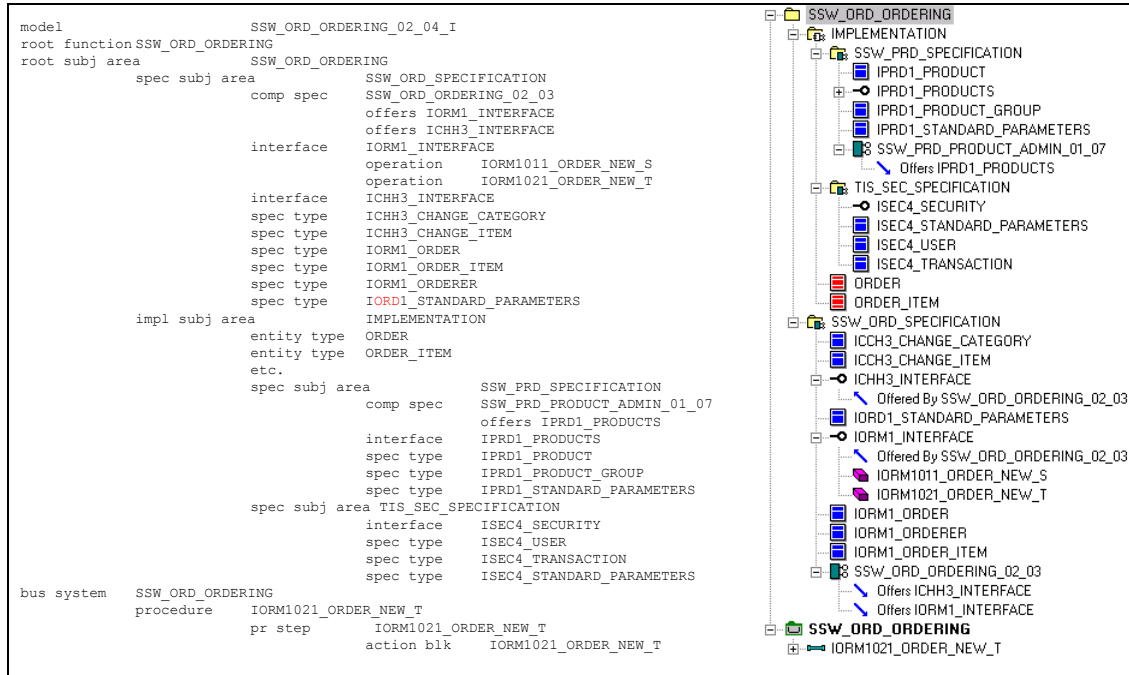 model SSW_ORD_ORDERING_02_04_I
root function SSW_ORD_ORDERING
root subj area SSW_ORD_ORDERING
spec subj area SSW_ORD_SPECIFICATION
comp spec SSW_ORD_ORDERING_02_03
offers IORM1_INTERFACE
offers ICHH3_INTERFACE
interface IORM1_INTERFACE
operation IORM1011_ORDER_NEW_S
operation IORM1021_ORDER_NEW_T
interface ICHH3_INTERFACE
spec type ICHH3_CHANGE_CATEGORY
spec type ICHH3_CHANGE_ITEM
spec type IORM1_ORDER
spec type IORM1_ORDER_ITEM
spec type IORM1_ORDERER
spec type IORD1_STANDARD_PARAMETERS
impl subj area IMPLEMENTATION
entity type ORDER
entity type ORDER_ITEM
etc.
spec subj area SSW_PRD_SPECIFICATION
comp spec SSW_PRD_PRODUCT_ADMIN_01_07
offers IPRD1_PRODUCTS
interface IPRD1_PRODUCTS
spec type IPRD1_PRODUCT
spec type IPRD1_PRODUCT_GROUP
spec type IPRD1_STANDARD_PARAMETERS
spec subj area TIS_SEC_SPECIFICATION
interface ISEC4_SECURITY
spec type ISEC4_USER
spec type ISEC4_TRANSACTION
spec type ISEC4_STANDARD_PARAMETERS
bus system SSW_ORD_ORDERING
procedure IORM1021_ORDER_NEW_T
pr step IORM1021_ORDER_NEW_T
action blk IORM1021_ORDER_NEW_T
SSW_ORD_ORDERING
IMPLEMENTATION
SSW_PRD_SPECIFICATION
IPRD1_PRODUCT
IPRD1_PRODUCTS
IPRD1_PRODUCT_GROUP
IPRD1_STANDARD_PARAMETERS
SSW_PRD_PRODUCT_ADMIN_01_07
Offers IPRD1_PRODUCTS
TIS_SEC_SPECIFICATION
ISEC4_SECURITY
ISEC4_STANDARD_PARAMETERS
ISEC4_USER
ISEC4_TRANSACTION
ORDER
ORDER_ITEM
SSW_ORD_SPECIFICATION
ICCH3_CHANGE_CATEGORY
ICCH3_CHANGE_ITEM
ICHH3_INTERFACE
Offered By SSW_ORD_ORDERING_02_03
IORD1_STANDARD_PARAMETERS
IORM1_INTERFACE
Offered By SSW_ORD_ORDERING_02_03
IORM1011_ORDER_NEW_S
IORM1021_ORDER_NEW_T
IORM1_ORDER
IORM1_ORDERER
IORM1_ORDER_ITEM
SSW_ORD_ORDERING_02_03
Offers ICHH3_INTERFACE
Offers IORM1_INTERFACE
SSW_ORD_ORDERING
IORM1021_ORDER_NEW_T